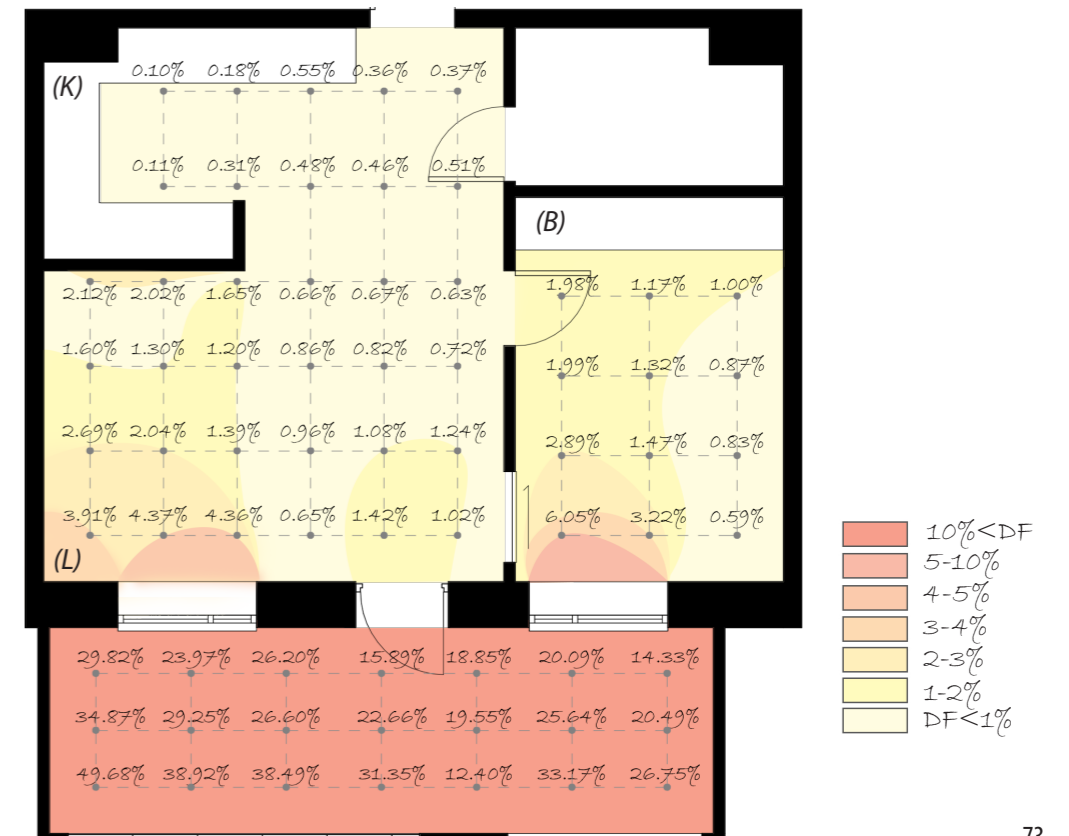 0.10% 0.18% 0.55% 0.36% 0.37%
(K)
0.11% 0.31% 0.48% 0.46% 0.51%
(B)
2.12% 2.02% 1.65% 0.66% 0.67% 0.63%
1.98% 1.17% 1.00%
1.60% 1.30% 1.20% 0.86% 0.82% 0.72%
1.99% 1.32% 0.87%
2.69% 2.04% 1.39% 0.96% 1.08% 1.24%
2.89% 1.47% 0.83%
3.91% 4.37% 4.36% 0.65% 1.42% 1.02%
6.05% 3.22% 0.59%
(L)
29.82% 23.97% 26.20% 15.89% 18.85% 20.09% 14.33%
34.87% 29.25% 26.60% 22.66% 19.55% 25.64% 20.49%
49.68% 38.92% 38.49% 31.35% 12.40% 33.17% 26.75%
10%<DF
5-10%
4-5%
3-4%
2-3%
1-2%
DF<1%
73